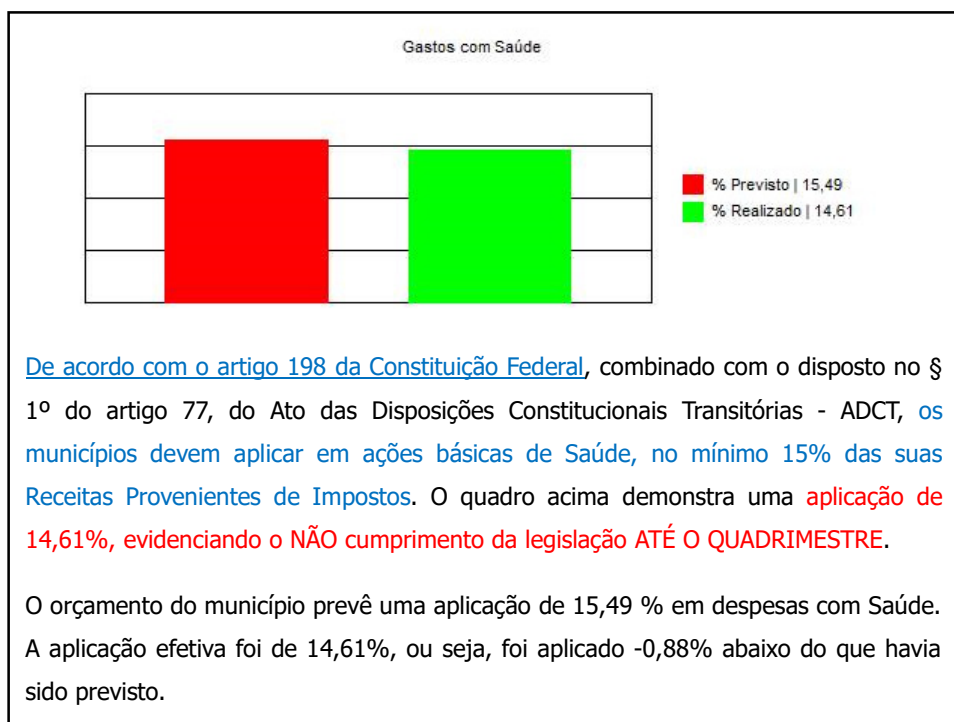 Gastos com Saúde
% Previsto | 15,49
% Realizado | 14,61
De acordo com o artigo 198 da Constituição Federal, combinado com o disposto no §
1º do artigo 77, do Ato das Disposições Constitucionais Transitórias - ADCT, os
municípios devem aplicar em ações básicas de Saúde, no mínimo 15% das suas
Receitas Provenientes de Impostos. O quadro acima demonstra uma aplicação de
14,61%, evidenciando o NÃO cumprimento da legislação ATÉ O QUADRIMESTRE.
O orçamento do município prevê uma aplicação de 15,49 % em despesas com Saúde.
A aplicação efetiva foi de 14,61%, ou seja, foi aplicado -0,88% abaixo do que havia
sido previsto.